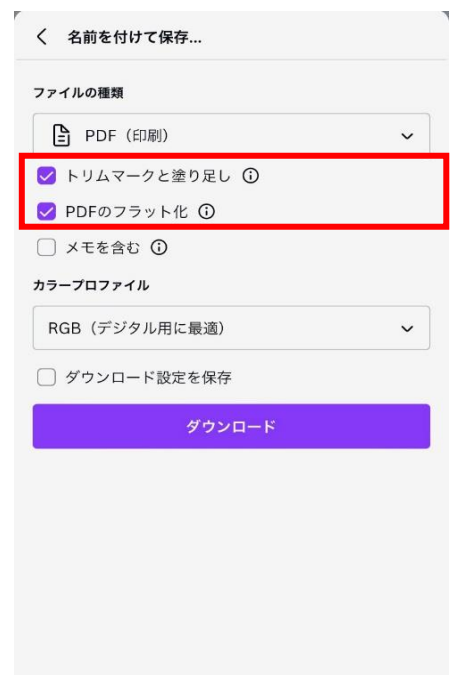 名前を付けて保存...
ファイルの種類
PDF（印刷）
トリムマークと塗り足し
PDFのフラット化
メモを含む
カラープロファイル
RGB（デジタル用に最適）
ダウンロード設定を保存
ダウンロード